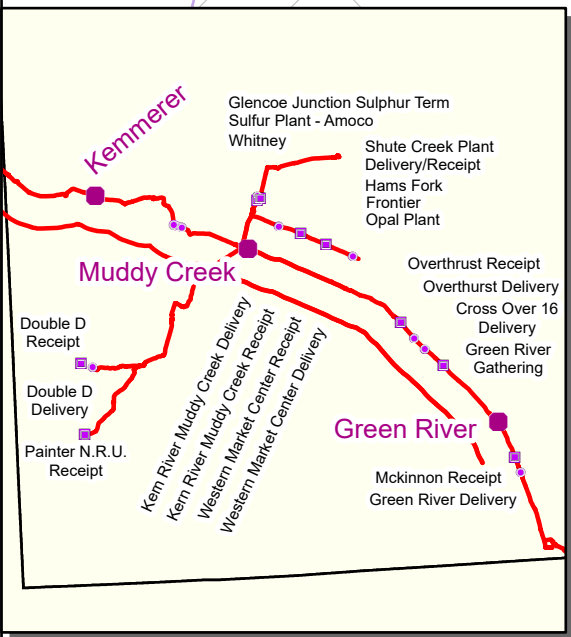 Kemmerer
Glencoe Junction Sulphur Term
Sulfur Plant - Amoco
Whitney
Shute Creek Plant
Delivery/Receipt
Hams Fork
Frontier
Opal Plant
Muddy Creek
Overthrust Receipt
Overthurst Delivery
Cross Over 16
Delivery
Green River
Gathering
Double D
Receipt
Double D
Delivery
Painter N.R.U.
Receipt
Kern River Muddy Creek Delivery
Kern River Muddy Creek Receipt
Western Market Center Receipt
Western Market Center Delivery
Green River
Mckinnon Receipt
Green River Delivery